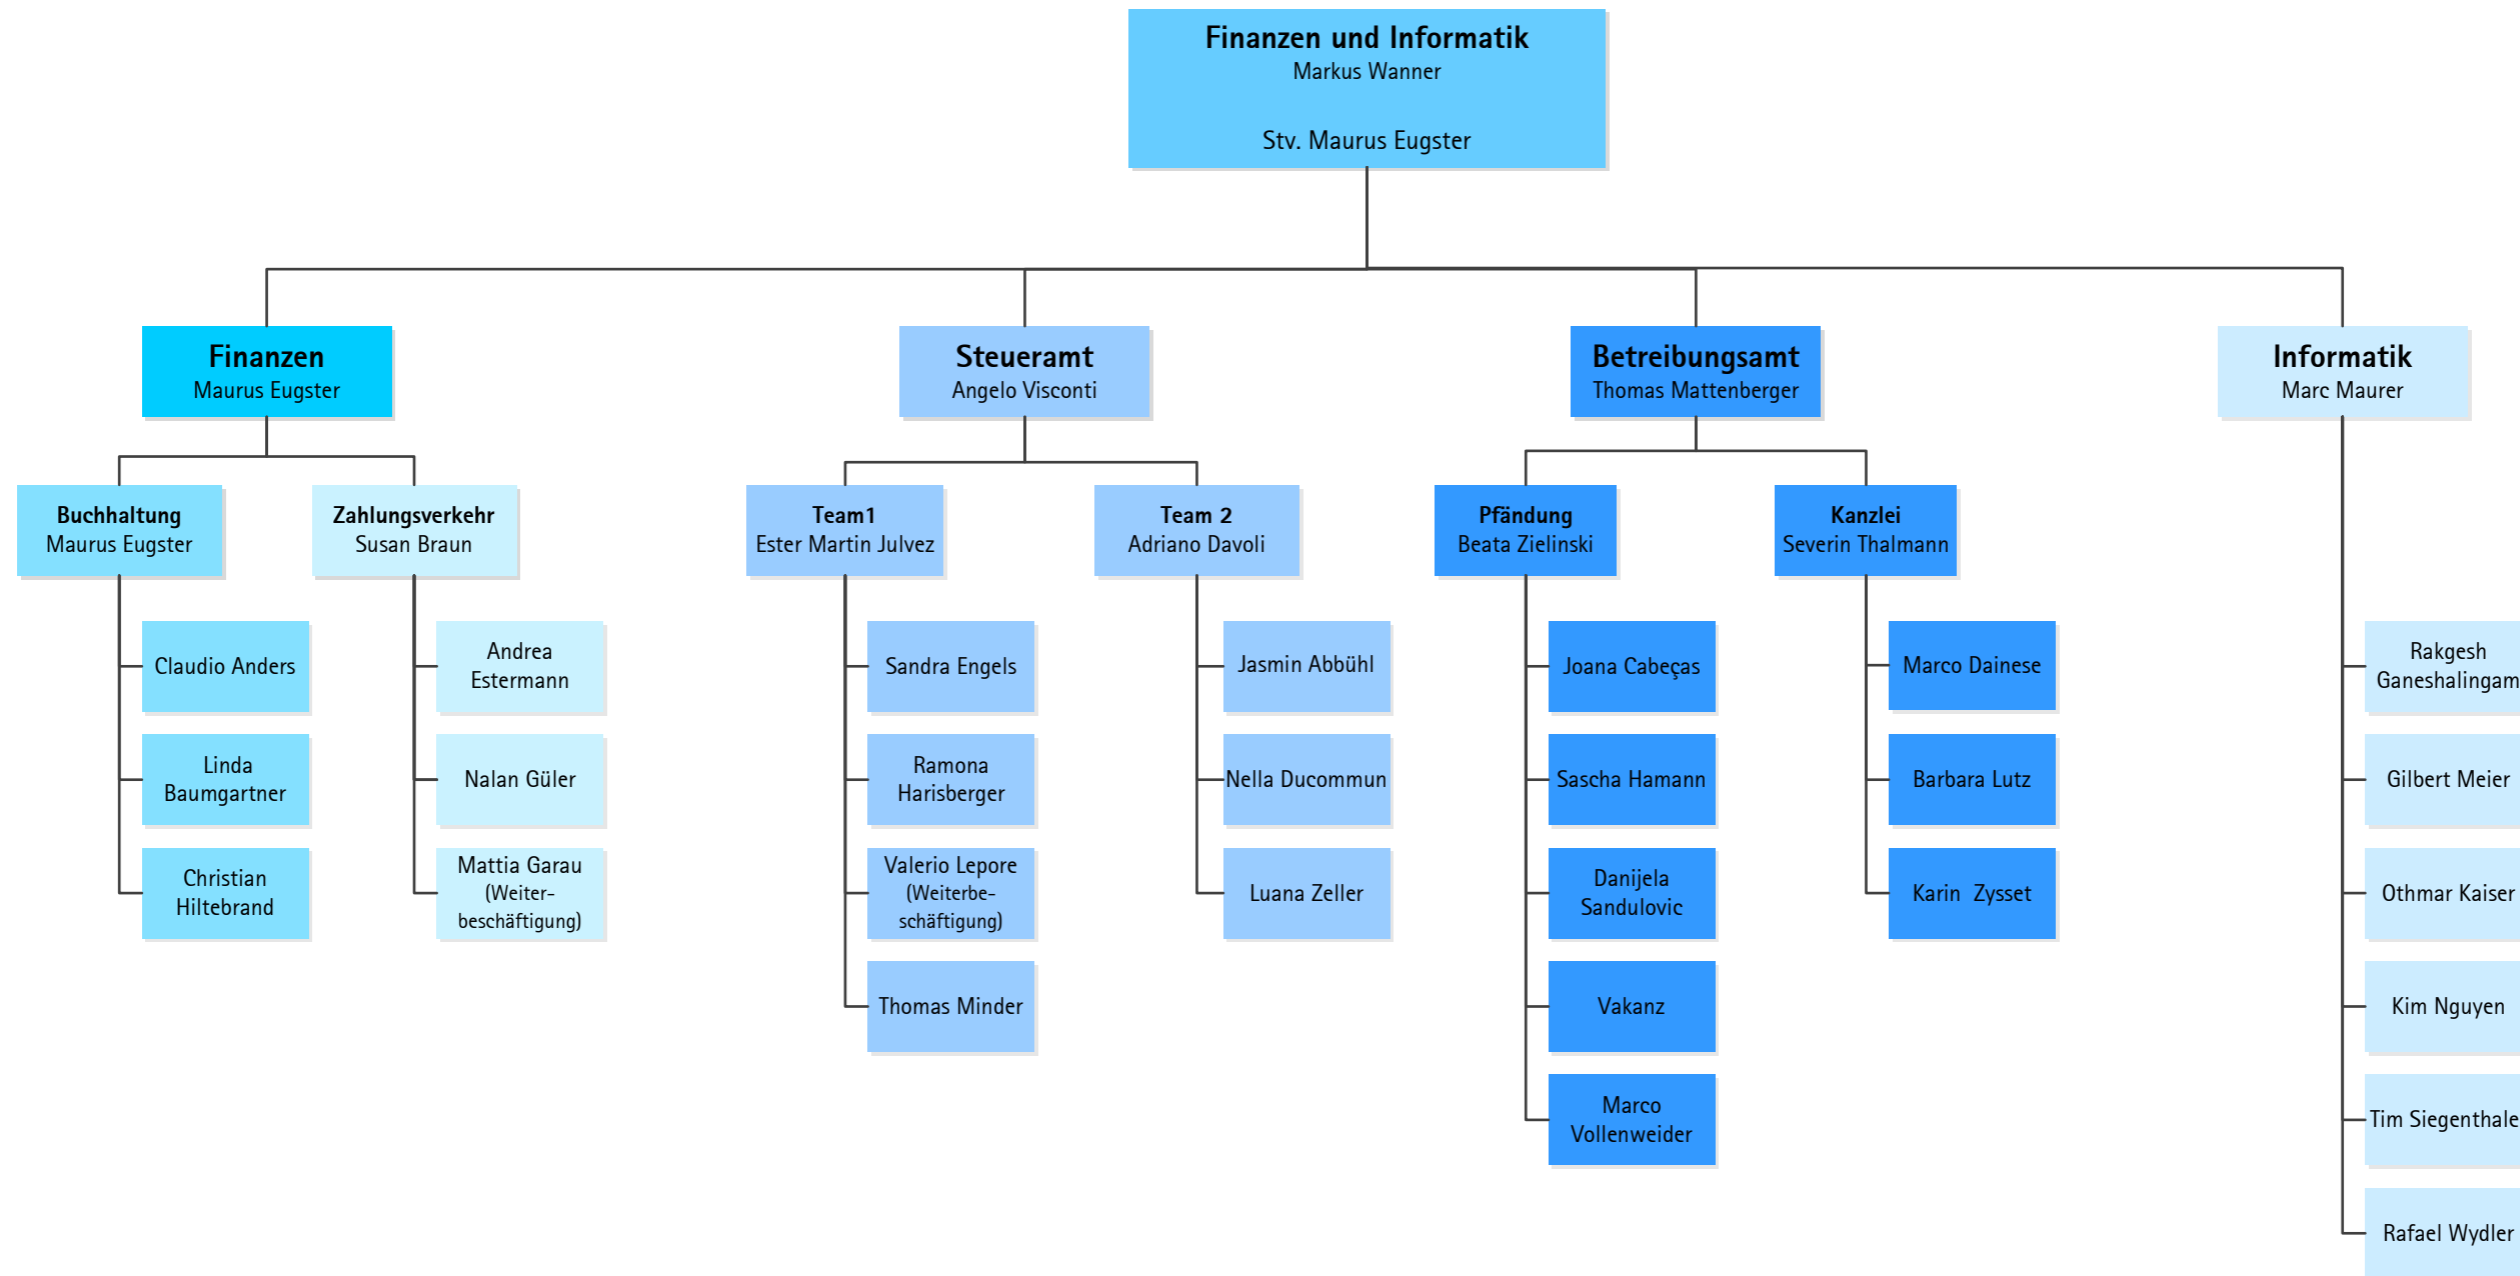 Finanzen und Informatik
Markus Wanner
Stv. Maurus Eugster
Finanzen
Maurus Eugster
Steueramt
Angelo Visconti
Betreibungsamt
Thomas Mattenberger
Informatik
Marc Maurer
Buchhaltung
Maurus Eugster
Zahlungsverkehr
Susan Braun
Team1
Ester Martin Julvez
Team 2
Adriano Davoli
Pfändung
Beata Zielinski
Kanzlei
Severin Thalmann
Claudio Anders
Linda
Baumgartner
Christian
Hiltebrand
Andrea
Estermann
Nalan Güler
Mattia Garau
(Weiter-
beschäftigung)
Sandra Engels
Ramona
Harisberger
Valerio Lepore
(Weiterbe-
schäftigung)
Thomas Minder
Jasmin Abbühl
Nella Ducommun
Luana Zeller
Joana Cabeças
Sascha Hamann
Danijela
Sandulovic
Vakanz
Marco
Vollenweider
Marco Dainese
Barbara Lutz
Karin  Zysset
Rakgesh
Ganeshalingam
Gilbert Meier
Othmar Kaiser
Kim Nguyen
Tim Siegenthale
Rafael Wydler